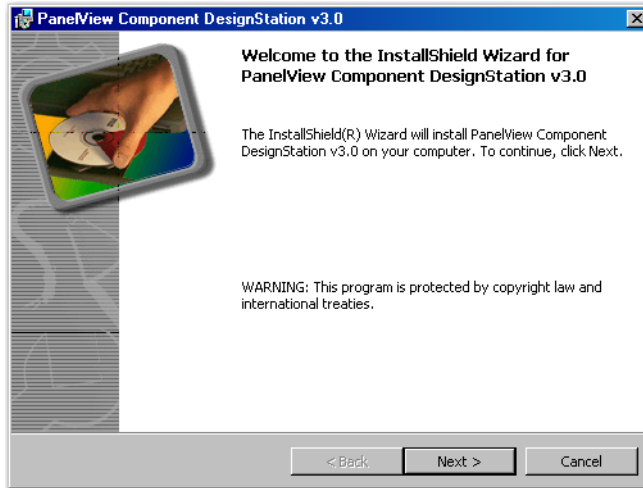 PanelView Component DesignStation v3.0
Welcome to the InstallShield Wizard for
PanelView Component DesignStation v3.0
The InstallShield(R) Wizard will install PanelView Component
DesignStation v3.0 on your computer. To continue, click Next.
WARNING: This program is protected by copyright law and
international treaties.
< Back
Next >
Cancel